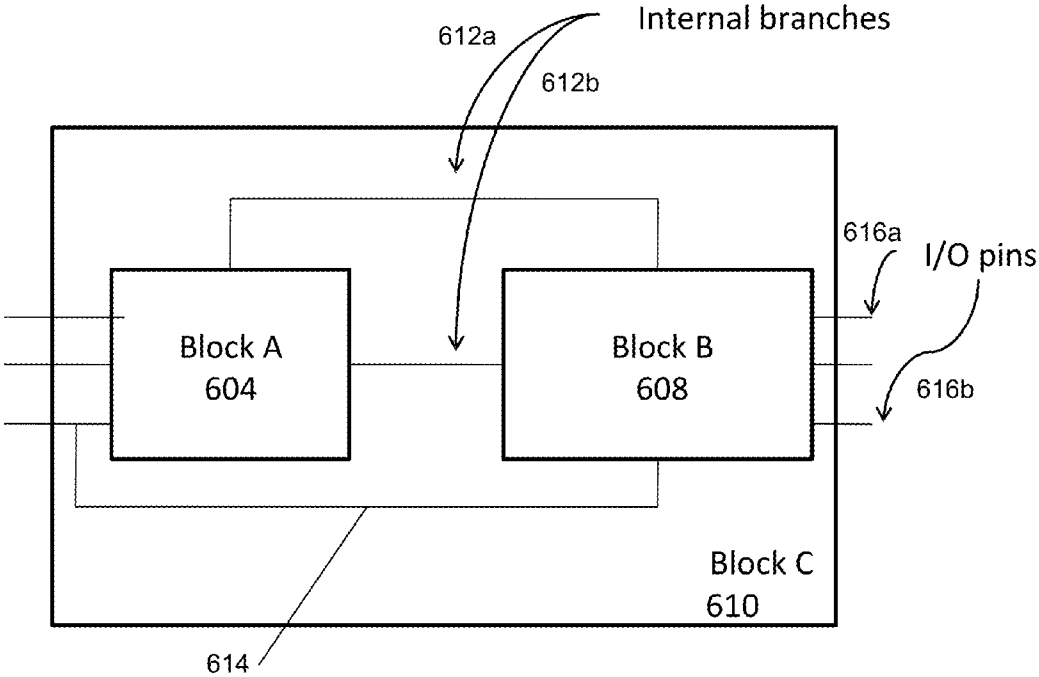 Internal branches
612a
612b
616a
I/O pins
Block A
604
Block B
608
616b
Block C
610
614